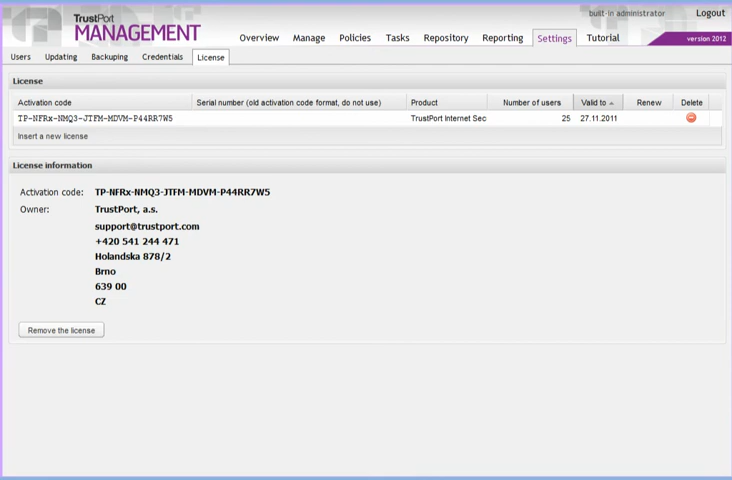 TrustPort
MANAGEMENT
built-in administrator
Logout
Overview Manage Policies Tasks Repository Reporting Settings Tutorial
version 2012
Users Updating Backuping Credentials License
License
Activation code Serial number (old activation code format, do not use) Product Number of users Valid to Renew Delete
TP-NFRx-NMQ3-JTFM-MDVM-P44RR7W5 TrustPort Internet Sec 25 27.11.2011
Insert a new license
License information
Activation code: TP-NFRx-NMQ3-JTFM-MDVM-P44RR7W5
Owner: TrustPort, a.s.
support@trustport.com
+420 541 244 471
Holandska 878/2
Brno
639 00
CZ
Remove the license